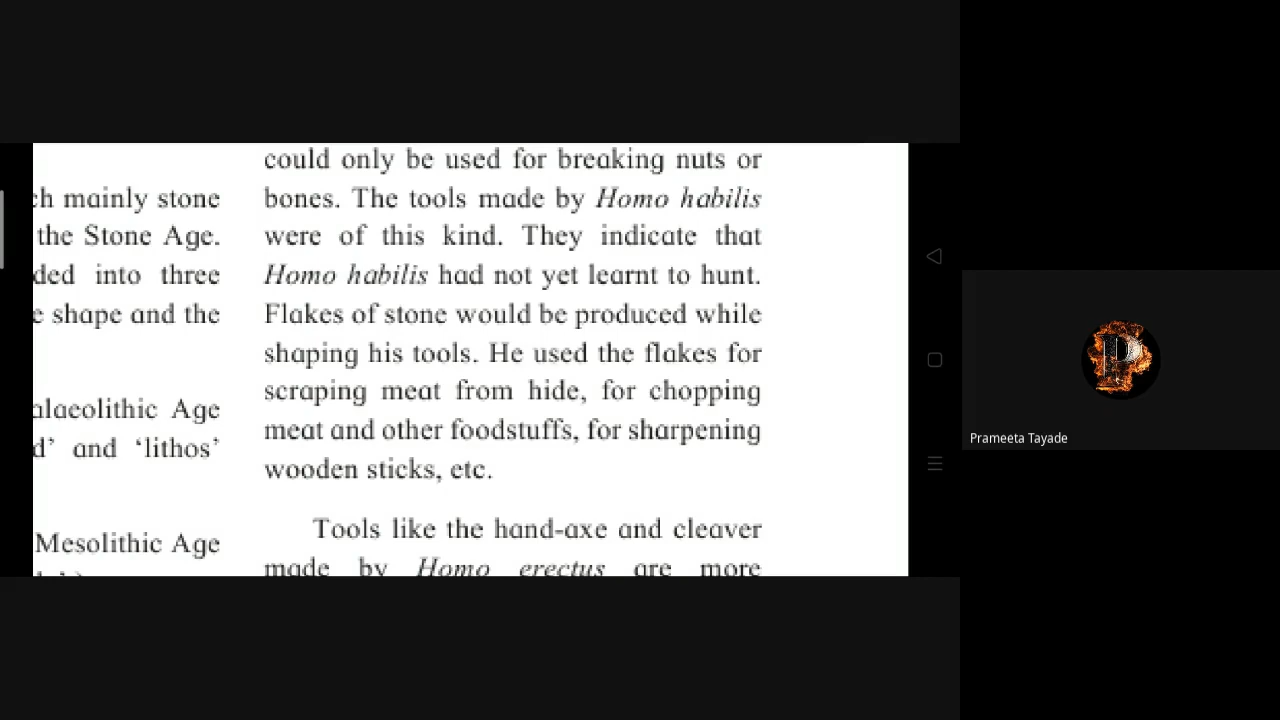 ch mainly stone
the Stone Age.
ded into three
e shape and the
alaeolithic Age
d’ and ‘lithos’
Mesolithic Age
could only be used for breaking nuts or
bones. The tools made by Homo habilis
were of this kind. They indicate that
Homo habilis had not yet learnt to hunt.
Flakes of stone would be produced while
shaping his tools. He used the flakes for
scraping meat from hide, for chopping
meat and other foodstuffs, for sharpening
wooden sticks, etc.
Tools like the hand-axe and cleaver
made by Homo erectus are more
P
Prameeta Tayade